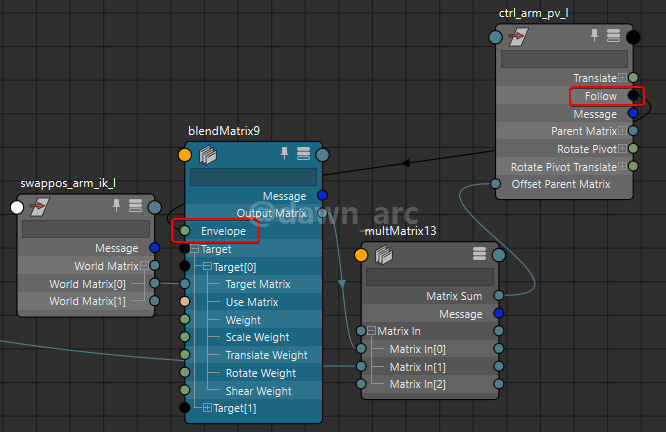 ctrl_arm_pv_l
Translate
Follow
Message
Parent Matrix
Rotate Pivot
Rotate Pivot Translate
Offset Parent Matrix
blendMatrix9
Message
Output Matrix
Envelope
Target
Target[0]
Target Matrix
Use Matrix
Weight
Scale Weight
Translate Weight
Rotate Weight
Shear Weight
Target[1]
swappos_arm_ik_l
Message
World Matrix
World Matrix[0]
World Matrix[1]
@dawn_arc
multMatrix13
Matrix Sum
Message
Matrix In
Matrix In[0]
Matrix In[1]
Matrix In[2]